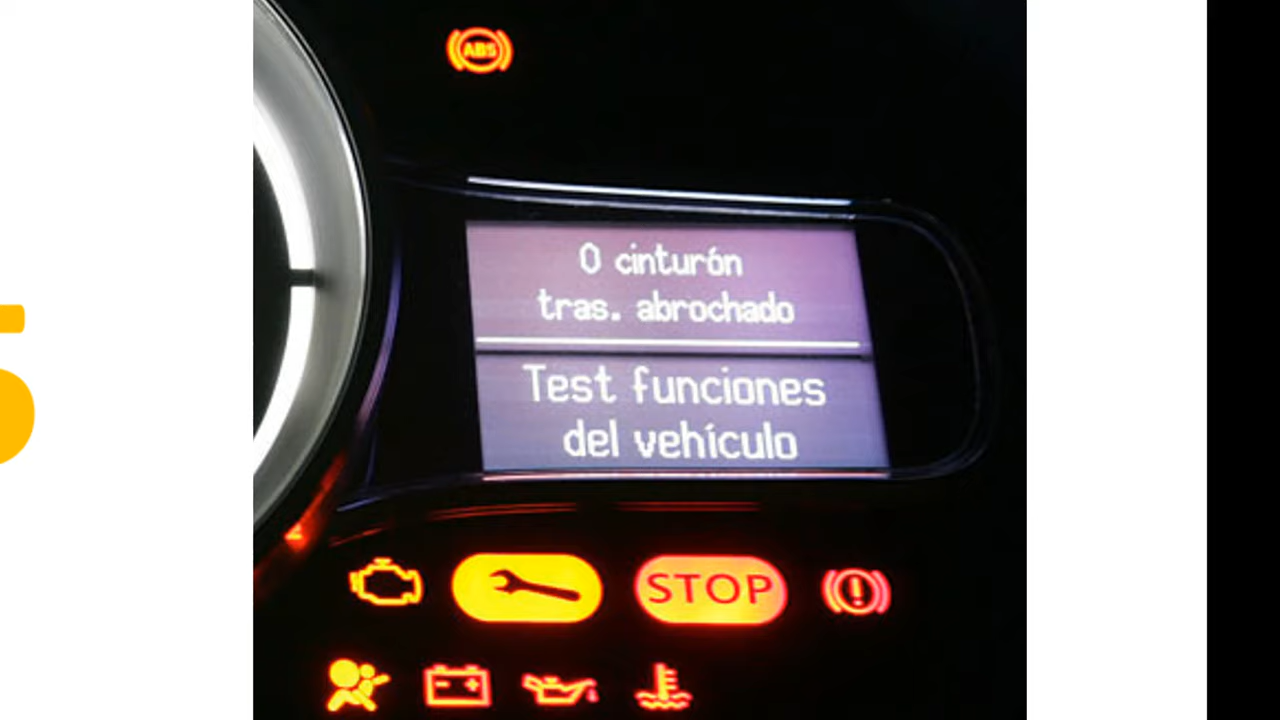 ABS
0 cinturón
tras. abrochado
Test funciones
del vehículo
STOP